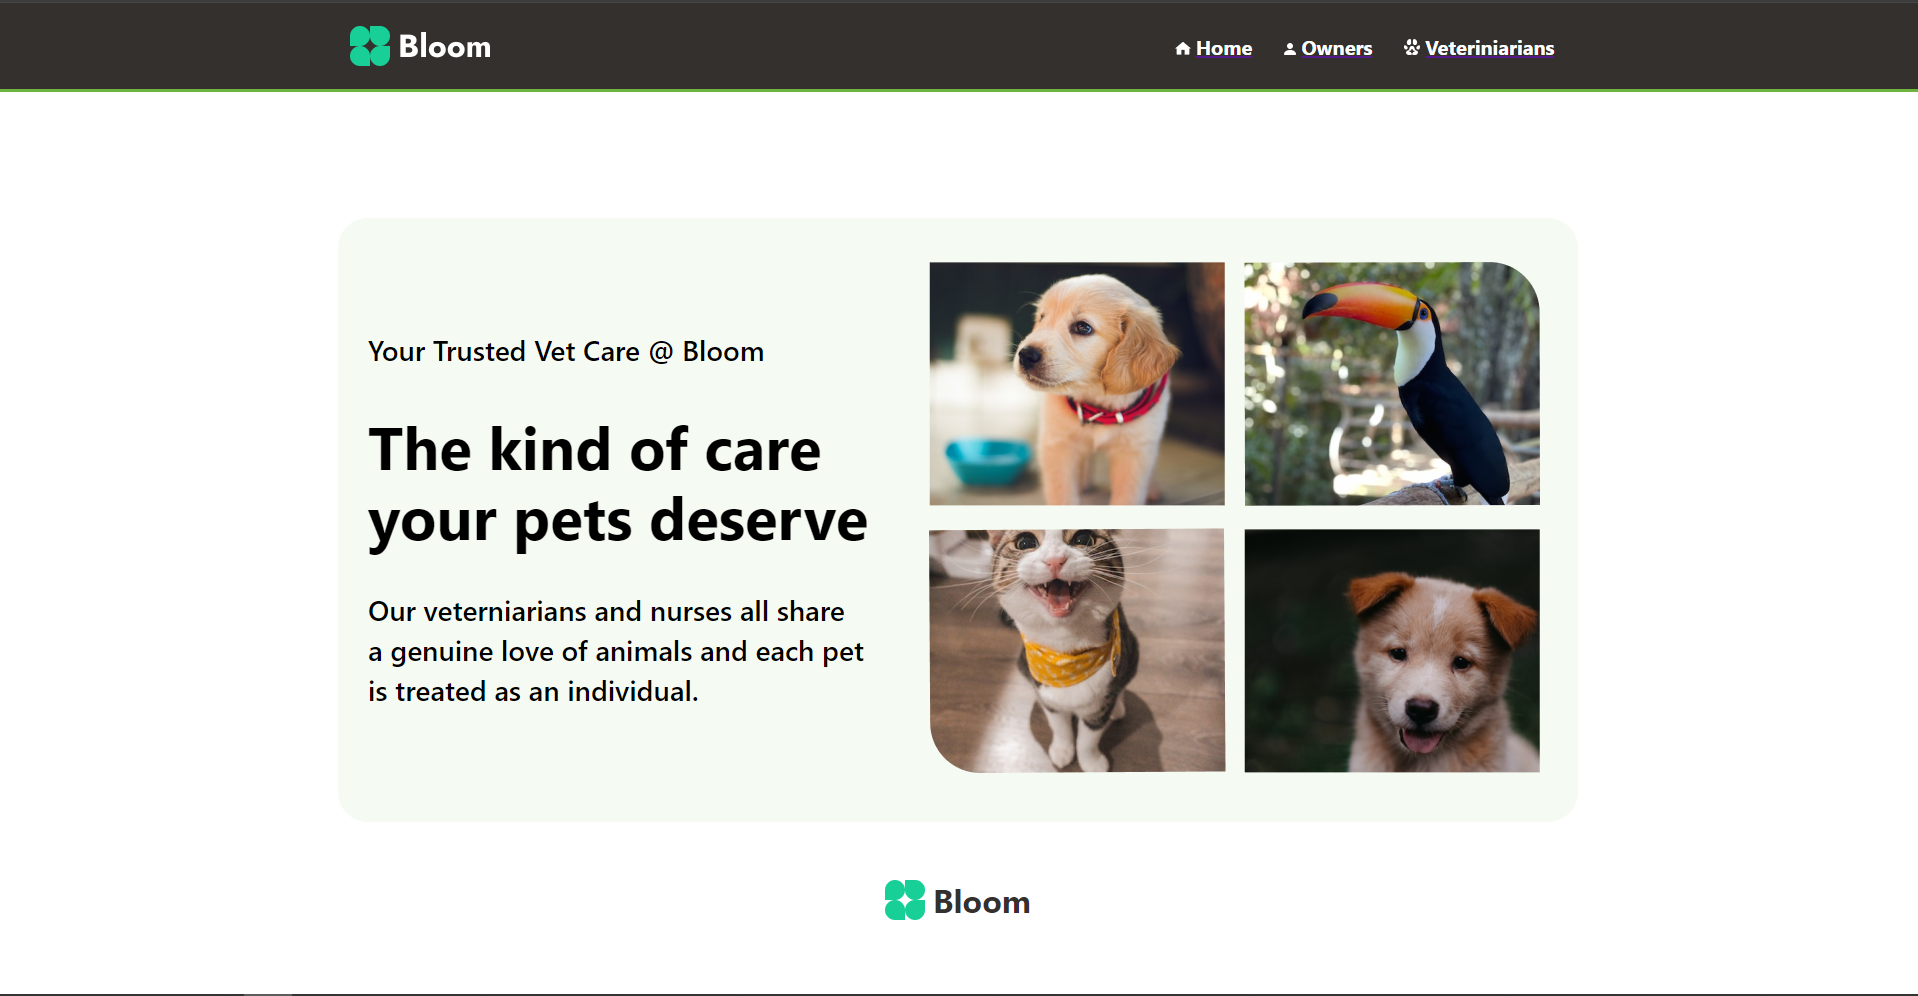 Bloom
Home
Owners
Veteriniarians
Your Trusted Vet Care @ Bloom
The kind of care
your pets deserve
Our veterniarians and nurses all share
a genuine love of animals and each pet
is treated as an individual.
Bloom